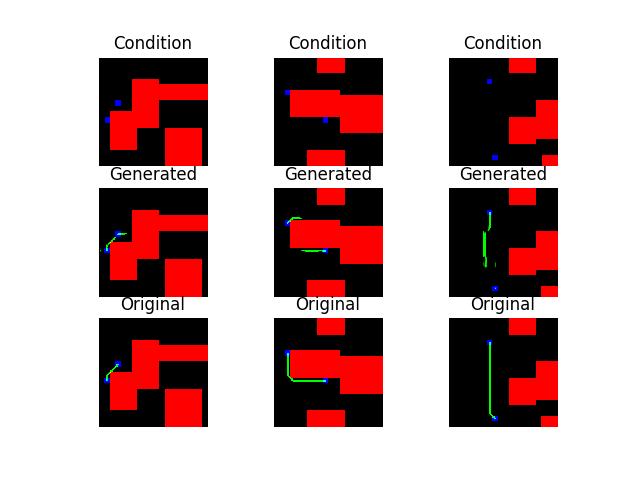 Condition Condition Condition
Generated Generated Generated
Original Original Original